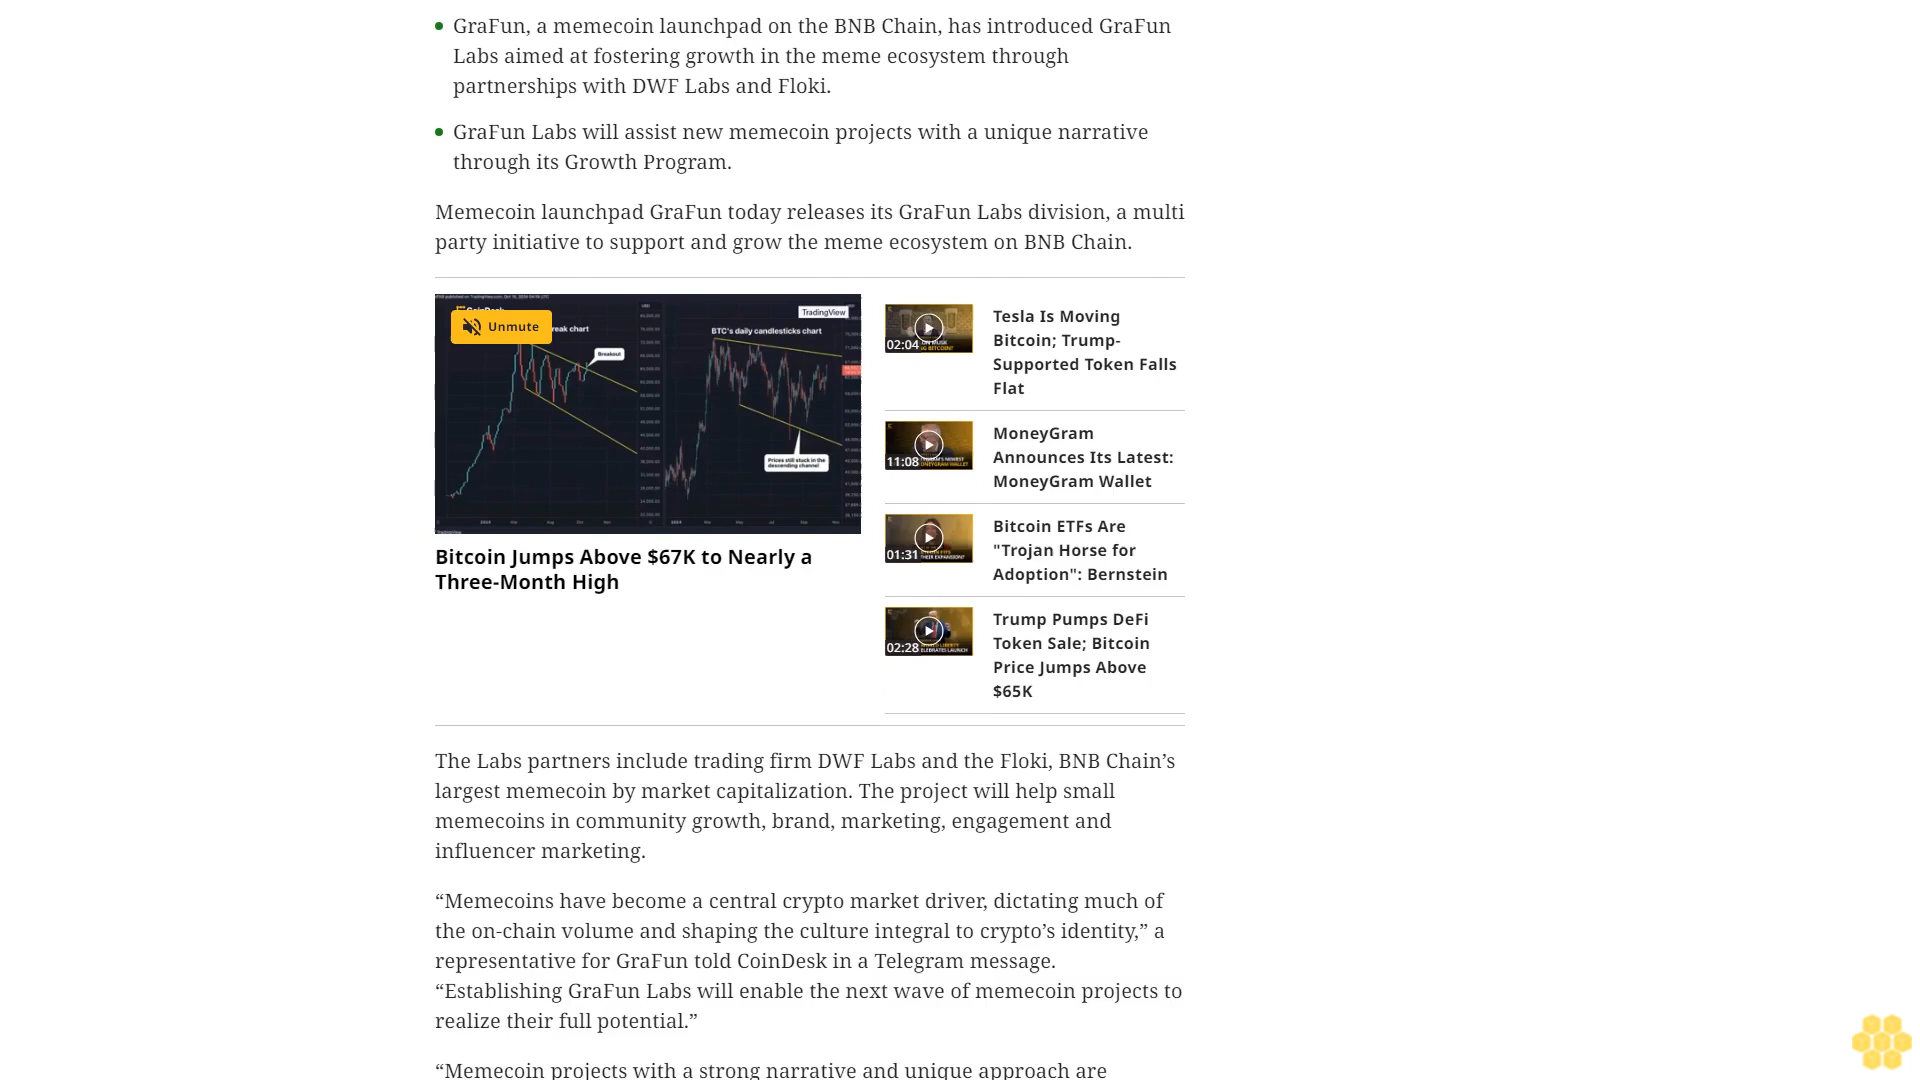 GraFun, a memecoin launchpad on the BNB Chain, has introduced GraFun
Labs aimed at fostering growth in the meme ecosystem through
partnerships with DWF Labs and Floki.
GraFun Labs will assist new memecoin projects with a unique narrative
through its Growth Program.
Memecoin launchpad GraFun today releases its GraFun Labs division, a multi
party initiative to support and grow the meme ecosystem on BNB Chain.
Unmute
reak chart
Breakout
TradingView
BTC's daily candlesticks chart
Prices still stuck in the
descending channel
Bitcoin Jumps Above $67K to Nearly a
Three-Month High
02:04
Tesla Is Moving
Bitcoin; Trump-
Supported Token Falls
Flat
11:08
MoneyGram
Announces Its Latest:
MoneyGram Wallet
01:31
Bitcoin ETFs Are
"Trojan Horse for
Adoption": Bernstein
02:28
Trump Pumps DeFi
Token Sale; Bitcoin
Price Jumps Above
$65K
The Labs partners include trading firm DWF Labs and the Floki, BNB Chain’s
largest memecoin by market capitalization. The project will help small
memecoins in community growth, brand, marketing, engagement and
influencer marketing.
“Memecoins have become a central crypto market driver, dictating much of
the on-chain volume and shaping the culture integral to crypto’s identity,” a
representative for GraFun told CoinDesk in a Telegram message.
“Establishing GraFun Labs will enable the next wave of memecoin projects to
realize their full potential.”
“Memecoin projects with a strong narrative and unique approach are